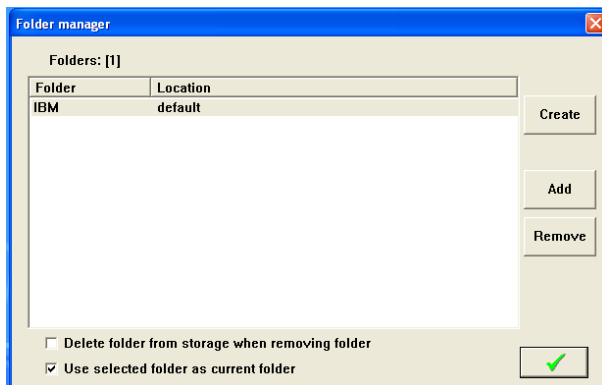 Folder manager
Folders: [1]
Folder Location
IBM default
Create
Add
Remove
Delete folder from storage when removing folder
Use selected folder as current folder